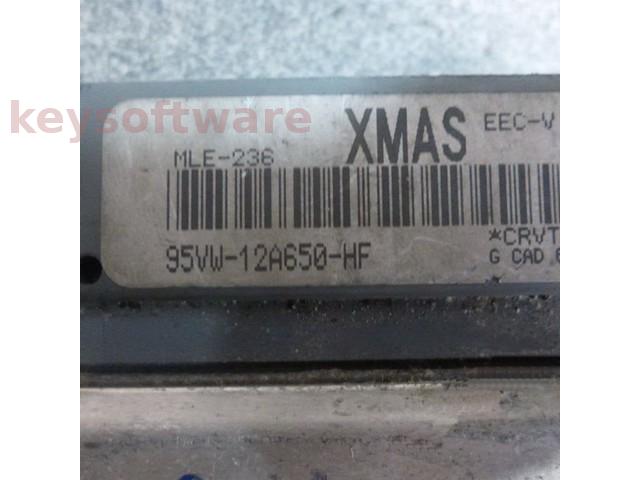 keysoftware
XMAS EEC-V
MLE-236
95VW-12A650-HF
*CRVT
G CAD